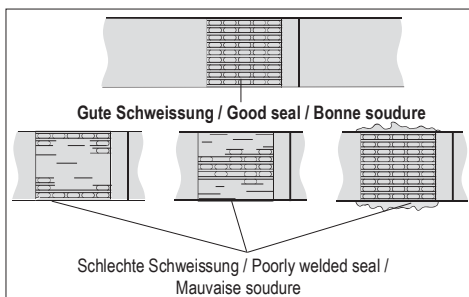 Gute Schweissung / Good seal / Bonne soudure
Schlechte Schweissung / Poorly welded seal /
Mauvaise soudure